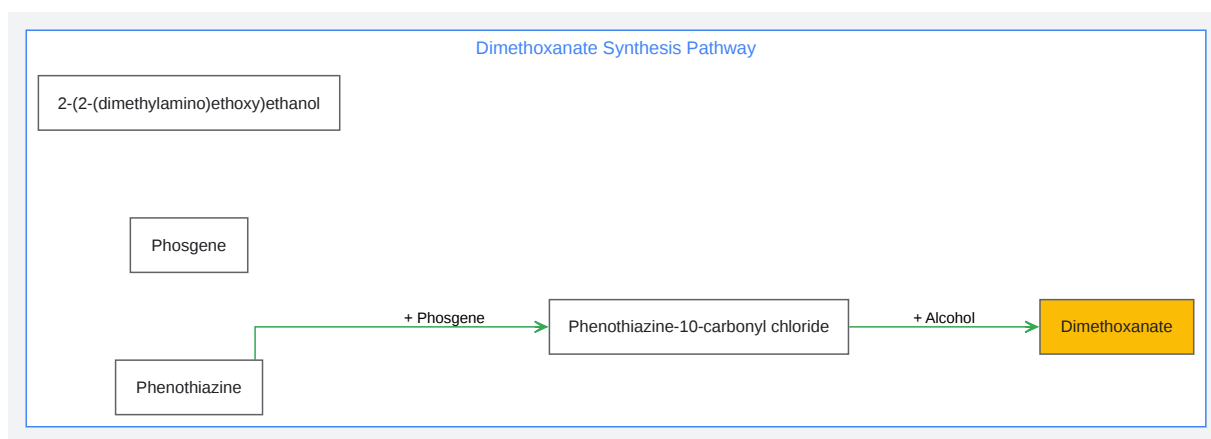 Dimethoxanate Synthesis Pathway
2-(2-(dimethylamino)ethoxy)ethanol
Phosgene
+ Phosgene
Phenothiazine-10-carbonyl chloride
+ Alcohol
Dimethoxanate
Phenothiazine